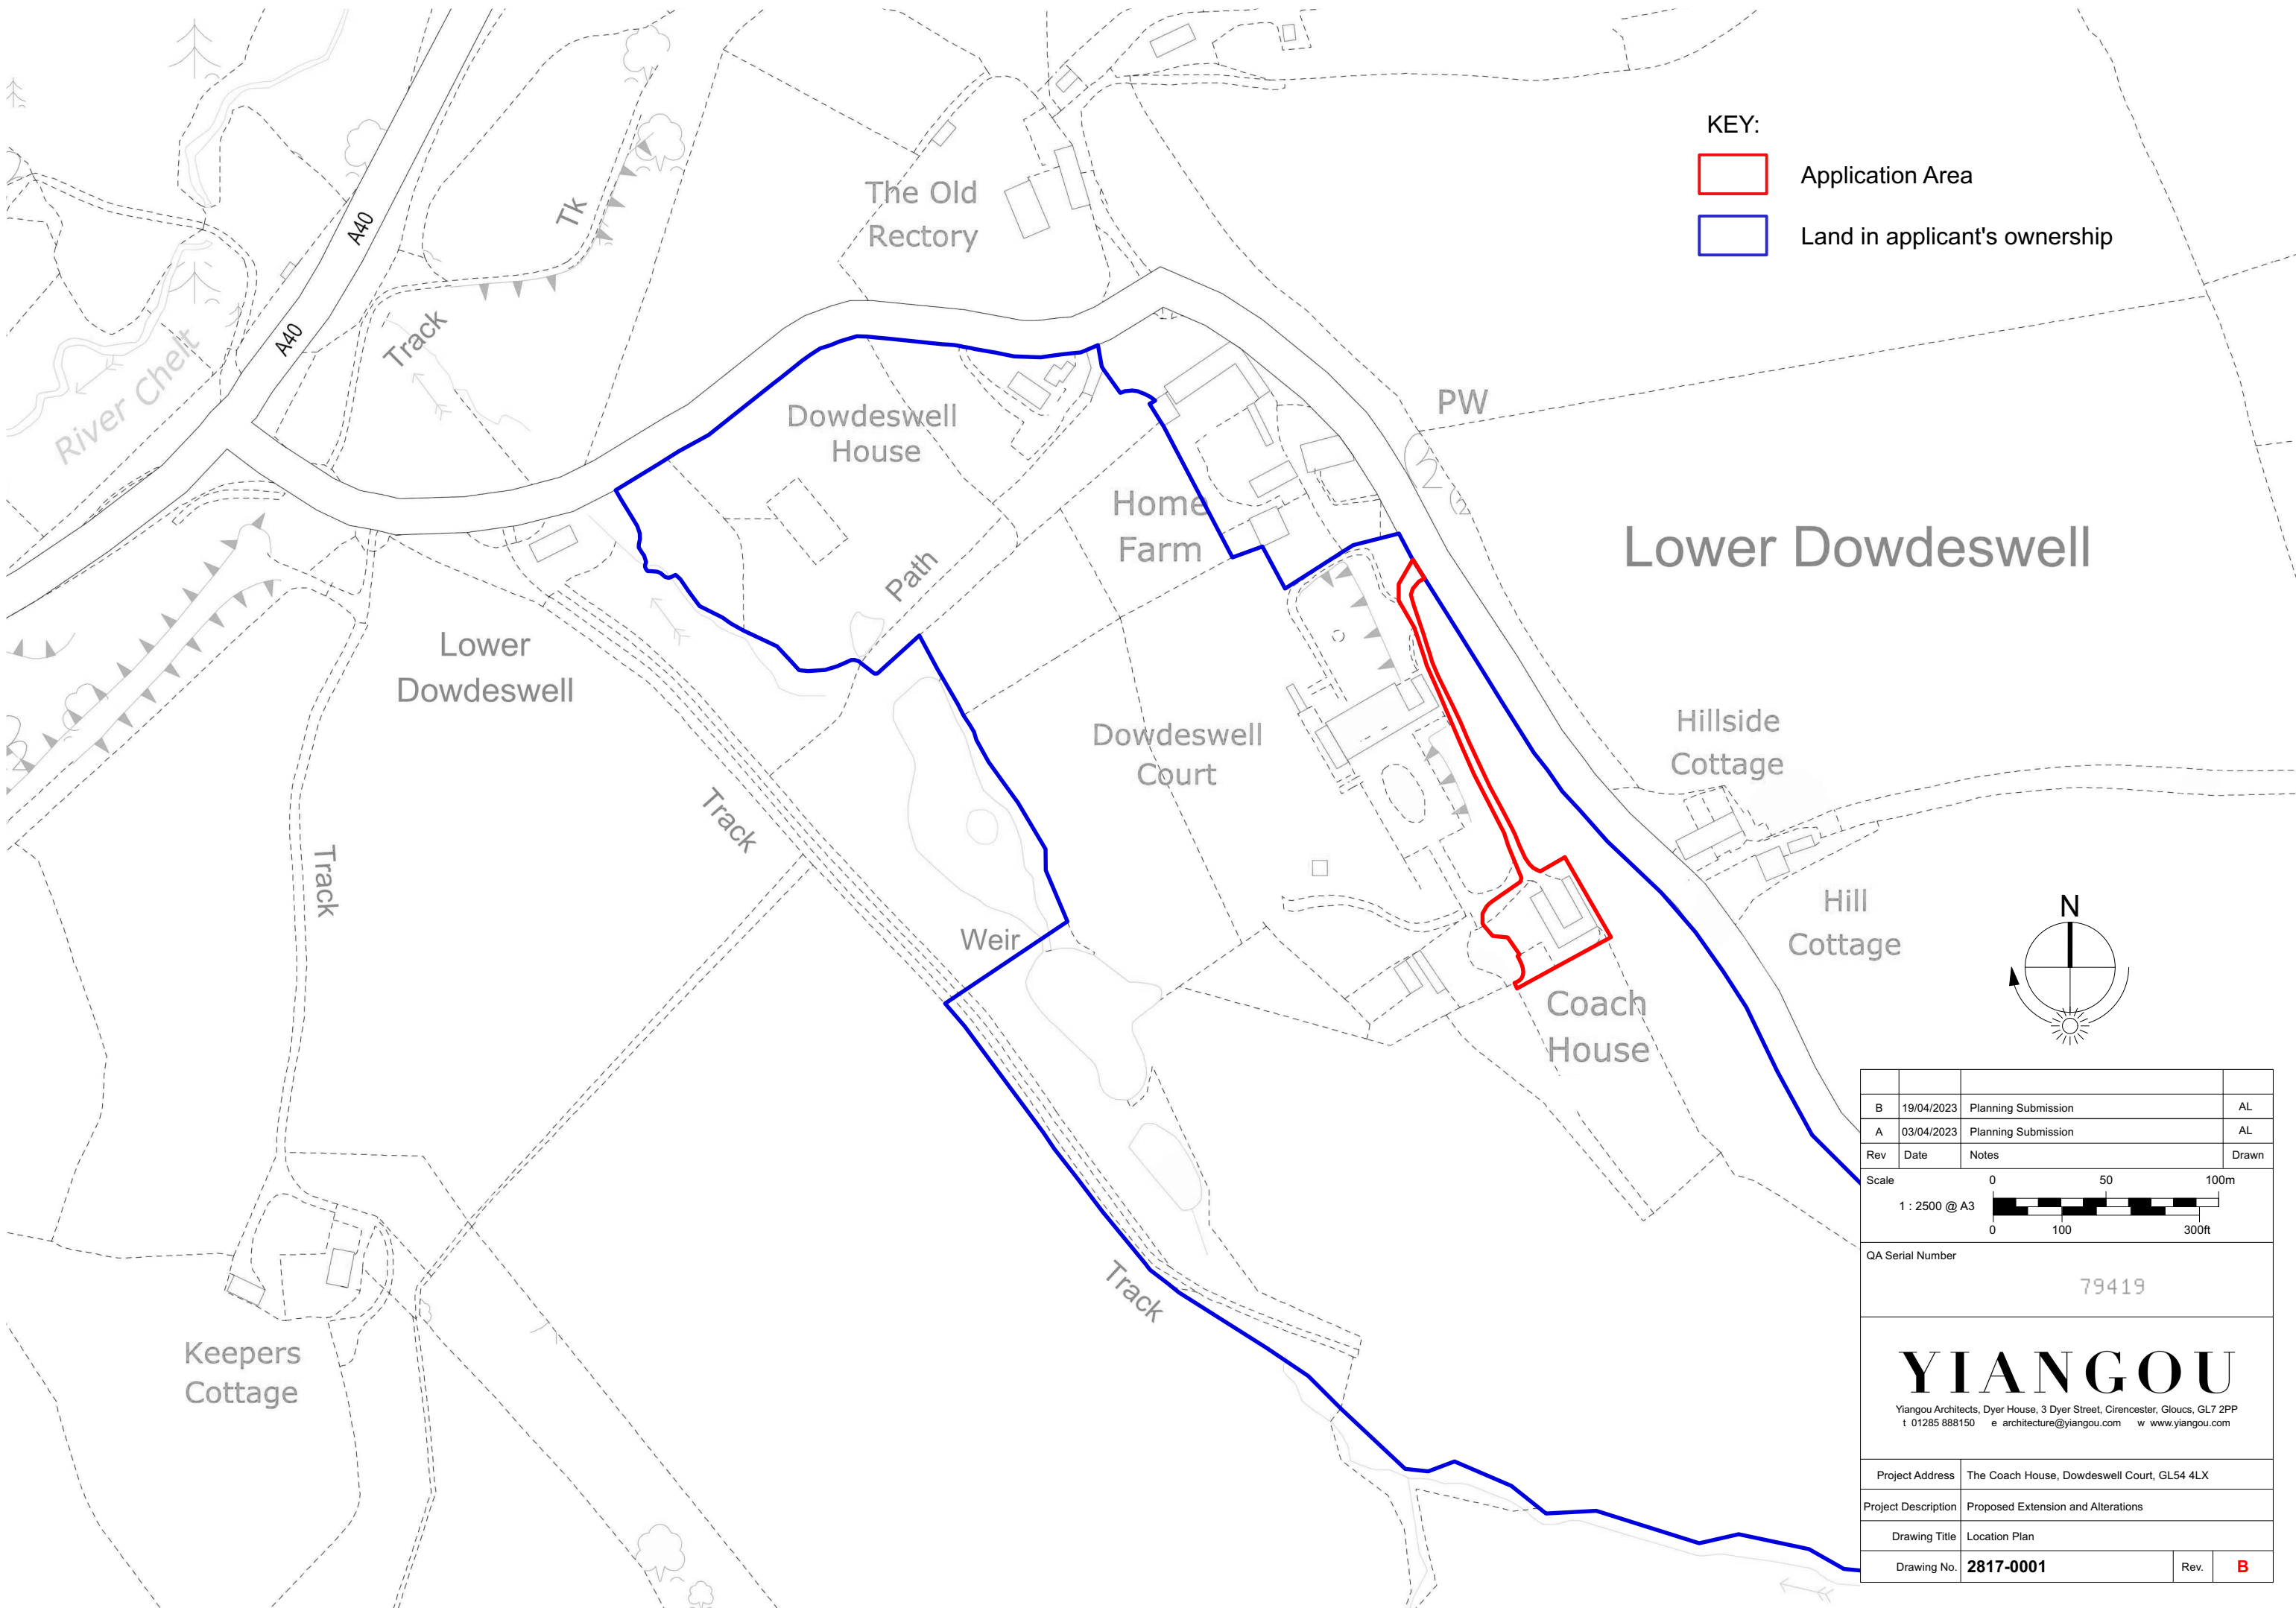 KEY:
Application Area
Land in applicant's ownership
The Old
Rectory
A40
Tk
A40
Track
River Chelt
Dowdeswell
House
PW
Home
Farm
Lower Dowdeswell
Path
Lower
Dowdeswell
Hillside
Cottage
Dowdeswell
Court
Track
Track
Hill
Cottage
Weir
N
Coach
House
Track
Keepers
Cottage
B 19/04/2023 Planning Submission AL
A 03/04/2023 Planning Submission AL
Rev Date Notes Drawn
Scale
0 50 100m
1 : 2500 @ A3
0 100 300ft
QA Serial Number
79419
YIANGOU
Yiangou Architects, Dyer House, 3 Dyer Street, Cirencester, Gloucs, GL7 2PP
t 01285 888150 e architecture@yiangou.com w www.yiangou.com
Project Address The Coach House, Dowdeswell Court, GL54 4LX
Project Description Proposed Extension and Alterations
Drawing Title Location Plan
Drawing No. 2817-0001 Rev. B